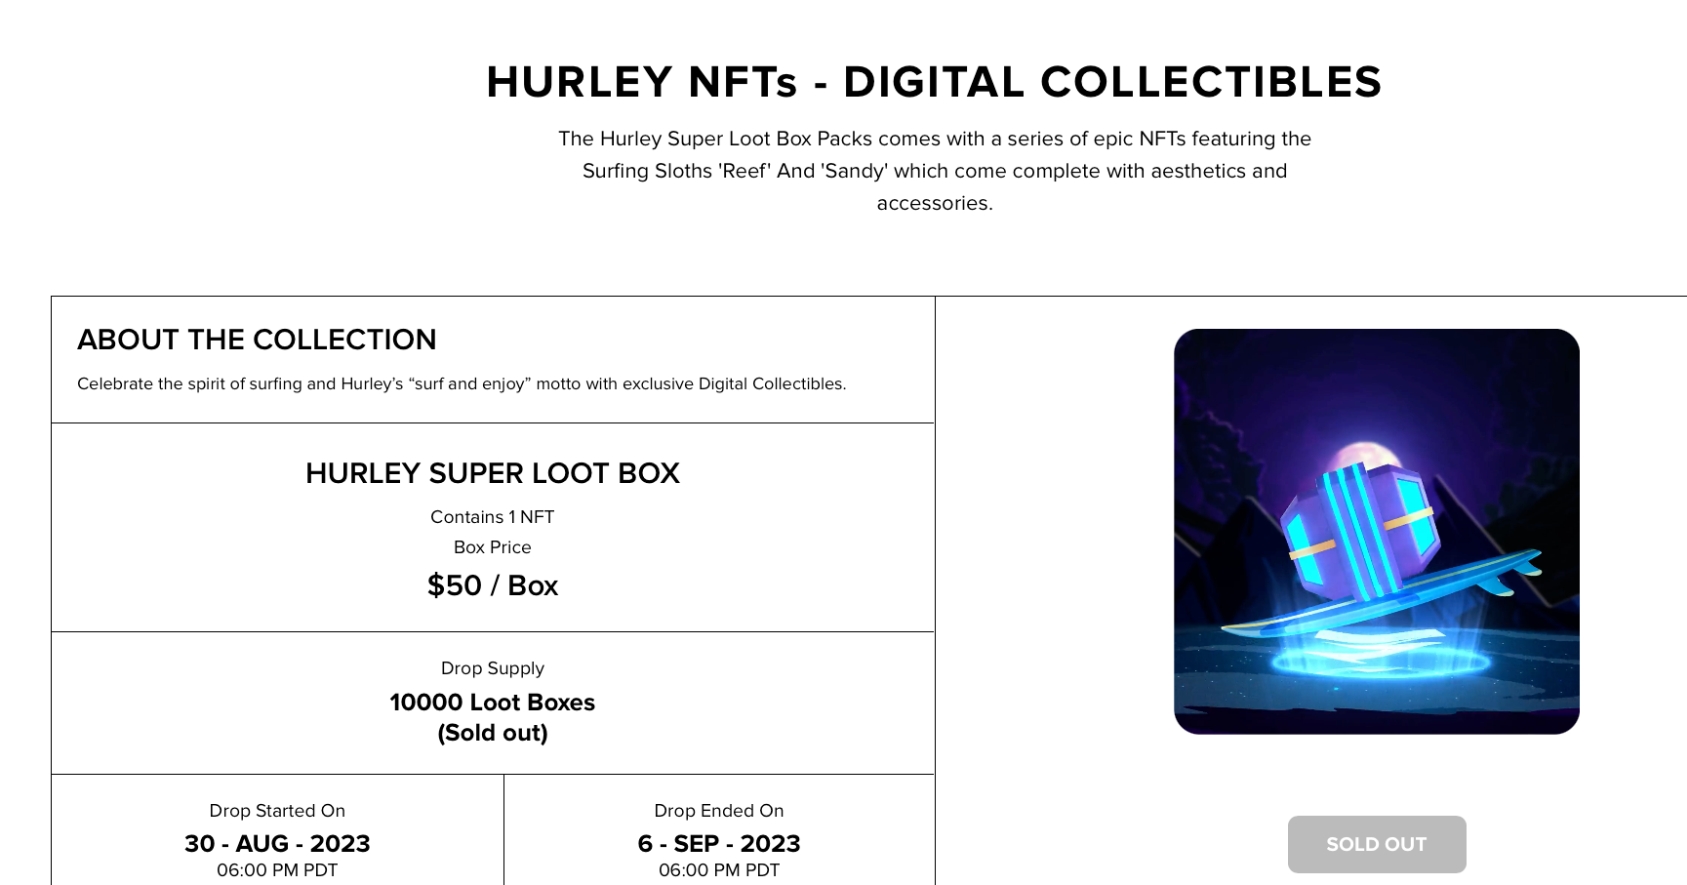 HURLEY NFTs - DIGITAL COLLECTIBLES
The Hurley Super Loot Box Packs comes with a series of epic NFTs featuring the
Surfing Sloths 'Reef' And 'Sandy' which come complete with aesthetics and
accessories.
ABOUT THE COLLECTION
Celebrate the spirit of surfing and Hurley’s “surf and enjoy” motto with exclusive Digital Collectibles.
HURLEY SUPER LOOT BOX
Contains 1 NFT
Box Price
$50 / Box
Drop Supply
10000 Loot Boxes
(Sold out)
Drop Started On
30 - AUG - 2023
06:00 PM PDT
Drop Ended On
6 - SEP - 2023
06:00 PM PDT
SOLD OUT